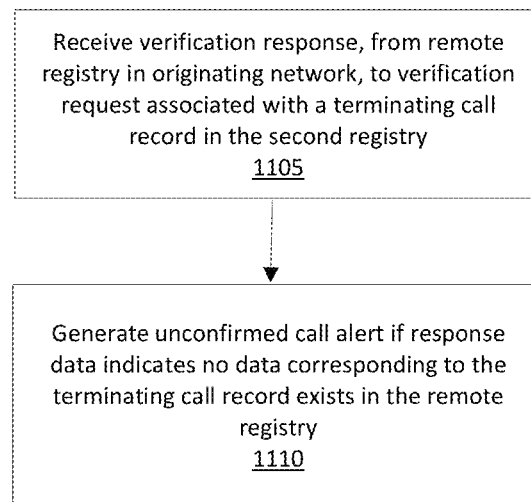 Receive verification response, from remote
registry in originating network, to verification
request associated with a terminating call
record in the second registry
1105
Generate unconfirmed call alert if response
data indicates no data corresponding to the
terminating call record exists in the remote
registry
1110